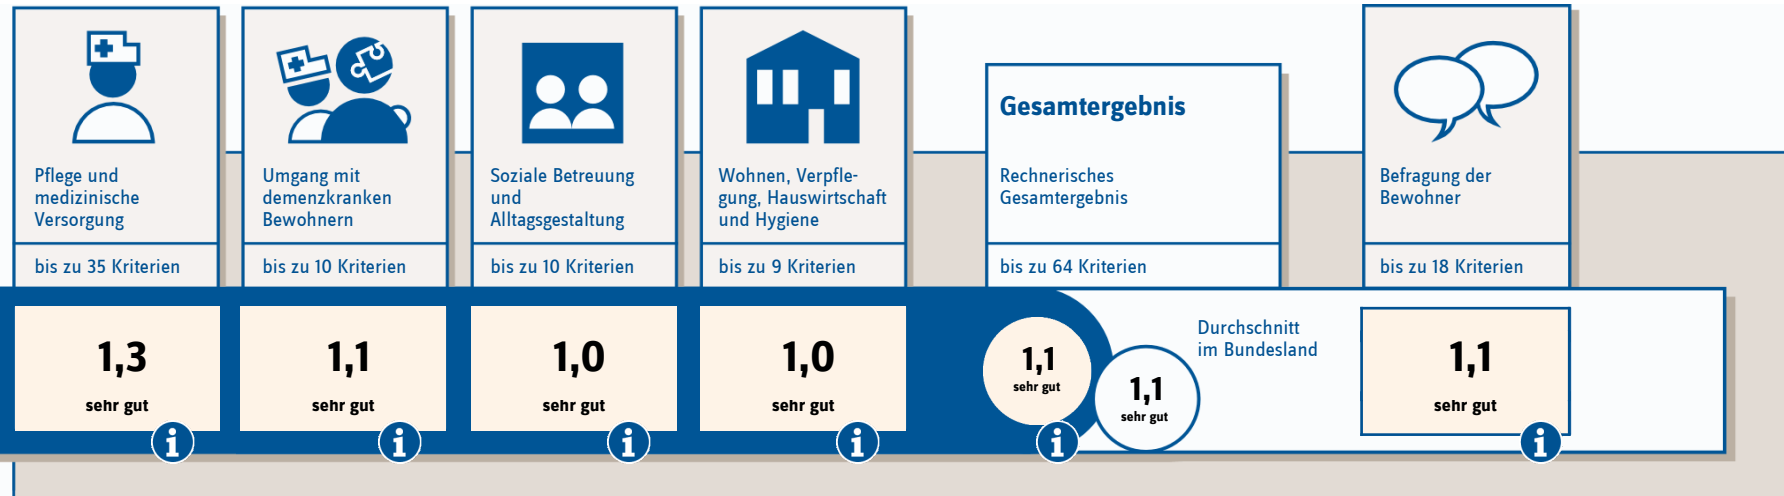 Pflege und
medizinische
Versorgung
bis zu 35 Kriterien
1,3
sehr gut
Umgang mit
demenzkranken
Bewohnern
bis zu 10 Kriterien
1,1
sehr gut
Soziale Betreuung
und
Alltagsgestaltung
bis zu 10 Kriterien
1,0
sehr gut
Wohnen, Verpfle-
gung, Hauswirtschaft
und Hygiene
bis zu 9 Kriterien
1,0
sehr gut
Gesamtergebnis
Rechnerisches
Gesamtergebnis
bis zu 64 Kriterien
1,1
sehr gut
1,1
sehr gut
Durchschnitt
im Bundesland
Befragung der
Bewohner
bis zu 18 Kriterien
1,1
sehr gut